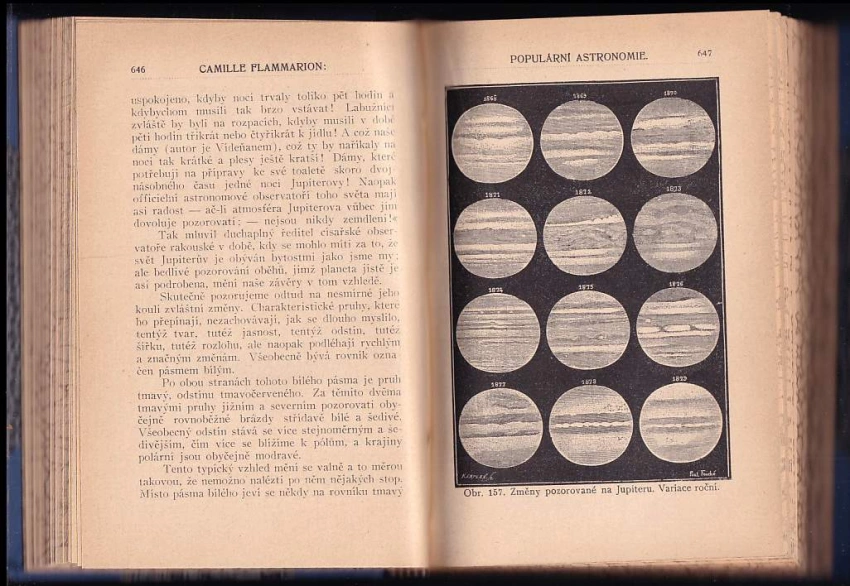 646
CAMILLE FLAMMARION:
uspokojeno, kdyby noci trvaly toliko pět hodin a
kdybychom musili tak brzo vstávat! Lahužníci
zvláště by byli na rozpacích, kdyby musili v době
pěti hodin třikrát nebo čtyřikrát k jídlu! A což naše
dámy (autor je Vídeňanem), což ty by naříkaly na
noci tak krátké a plesy ještě kratší! Dámy, které
potřebují na přípravy ke své toaletě skoro dvoj-
násobného času jedné noci Jupiterovy! Naopak
officielní astronomové observatoří toho světa mají
asi radost — ač-li atmosféra Jupiterova vůbec jim
dovoluje pozorovati; — nejsou nikdy zemdleni!«
Tak mluvil duchaplný ředitel císařské obser-
vatoře rakouské v době, kdy se mohlo míti za to, že
svět Jupiterův je obýván bytostmi jako jsme my;
ale bedlivé pozorování oběhů, jimž planeta jistě je
asi podrobena, mění naše závěry v tom vzhledě.
Skutečně pozorujeme odtud na nesmírné jeho
kouli zvláštní změny. Charakteristické pruhy, které
ho přepínají, nezachovávají, jak se dlouho myslilo,
tentýž tvar, tutéž jasnost, tentýž odstín, tutéž
šířku, tutéž rozlohu, ale naopak podléhají rychlým
a značným změnám. Všeobecně bývá rovník ozna
čen pásmem bílým.
Po obou stranách tohoto bílého pásma je pruh
tmavý, odstínu tmavočerveného. Za těmito dvěma
tmavými pruhy jižním a severním pozorovati oby-
čejně rovnoběžné brázdy střídavě bílé a šedivé.
Všeobecný odstín stává se více stejnoměrným a še-
divějším, čím více se blížíme k pólům, a krajiny
polární jsou obyčejně modravé.
Tento typický vzhled mění se valně a to měrou
takovou, že nemožno nalézti po něm nějakých stop.
Místo pásma bílého jeví se někdy na rovníku tmavý
POPULÁRNÍ ASTRONOMIE.
647
1868
1869
1870
1871
1872
1873
1874
1875
1876
1877
1878
1879
Obr. 157. Změny pozorované na Jupiteru. Variace roční.